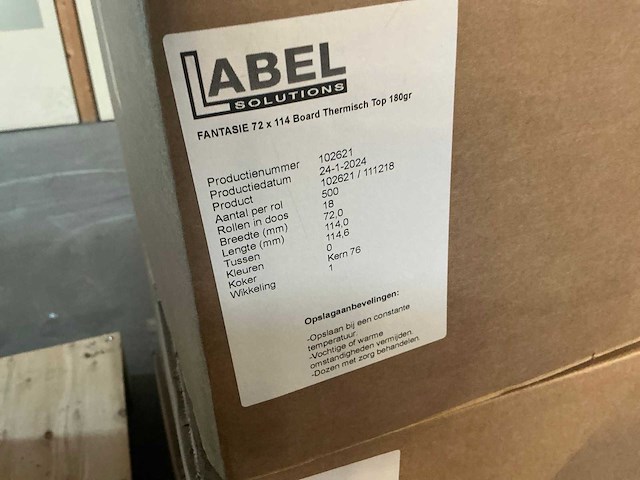 LABEL
SOLUTIONS
FANTASIE 72 x 114 Board Thermisch Top 180gr
Productienummer 102621
Productiedatum 24-1-2024
Product 102621 / 111218
Aantal per rol 500
Rollen in doos 18
Breedte (mm) 72,0
Lengte (mm) 114,0
Tussen 114,6
Kleuren 0
Koker Kern 76
Wikkeling 1
Opslagaanbevelingen:
-Opslaan bij een constante
temperatuur.
-Vochtige of warme
omstandigheden vermijden.
-Dozen met zorg behandelen.